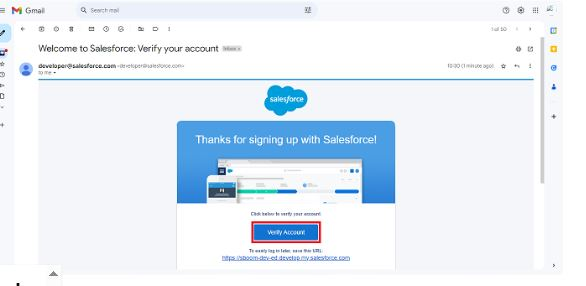 Gmail
Search mail
1 of 50
Welcome to Salesforce: Verify your account
Inbox x
developer@salesforce.com <developer@salesforce.com>
10:00 (1 minute ago)
to me
salesforce
Thanks for signing up with Salesforce!
Click below to verify your account
Verify Account
To easily log in later, save this URL:
https://sboom-dev-ed.develop.my.salesforce.com